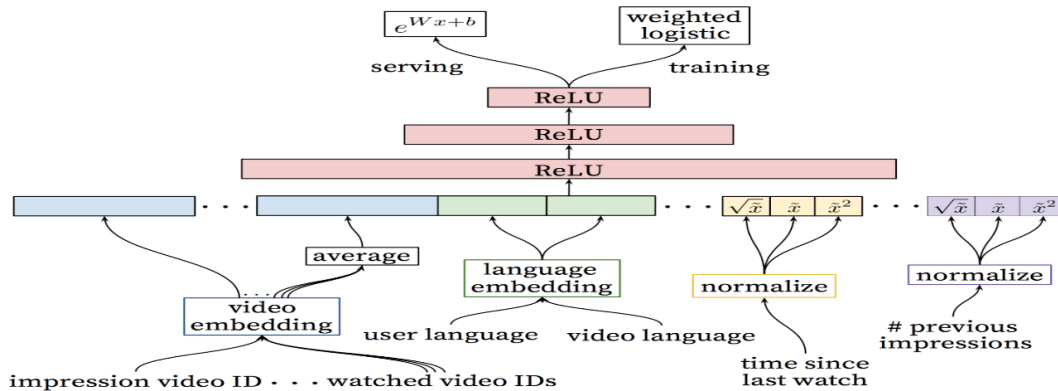 e^{Wx+b}
weighted
logistic
serving
training
ReLU
ReLU
ReLU
. . .
. . .
√x̃ x̃ x̃²
. . .
√x̃ x̃ x̃²
average
language
embedding
normalize
normalize
. . .
video
embedding
user language
video language
# previous
impressions
time since
last watch
impression video ID . . . watched video IDs